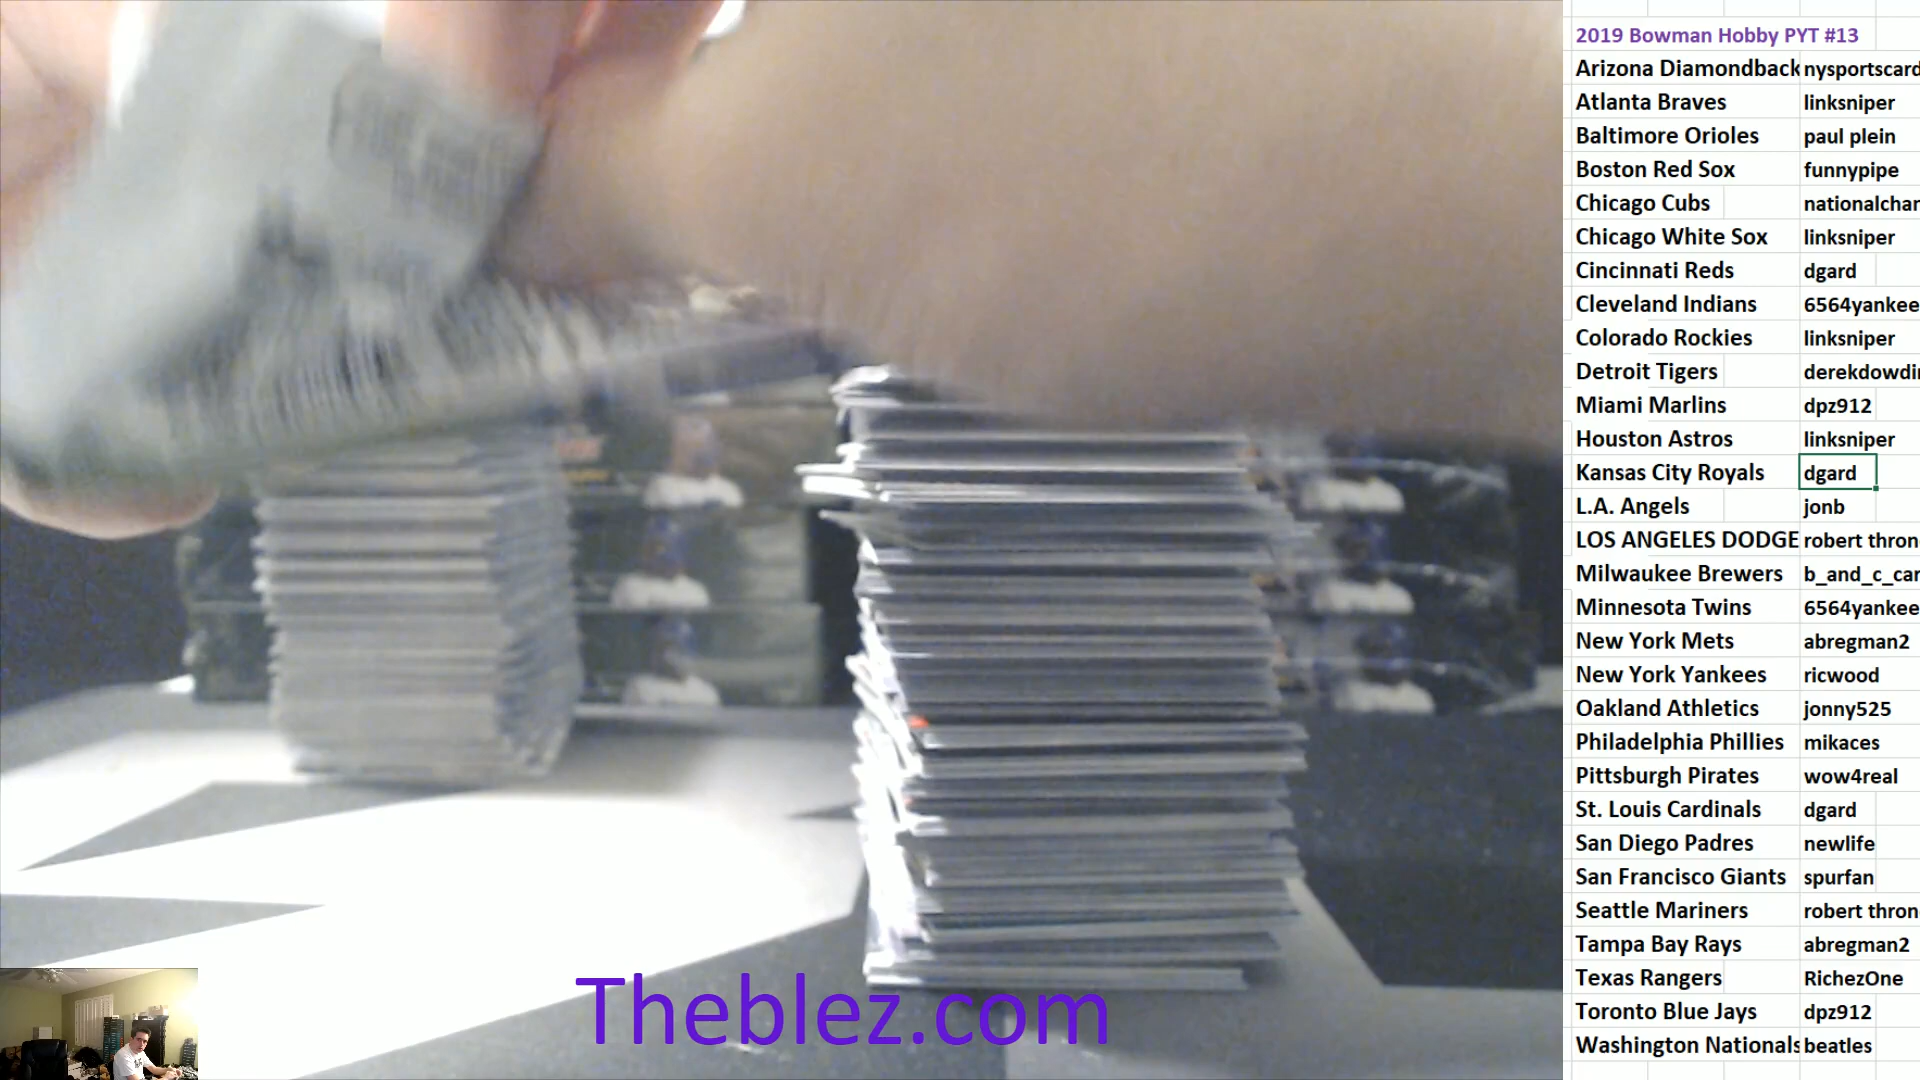 2019 Bowman Hobby PYT #13
Arizona Diamondback nysportscard
Atlanta Braves linksniper
Baltimore Orioles paul plein
Boston Red Sox funnypipe
Chicago Cubs nationalchar
Chicago White Sox linksniper
Cincinnati Reds dgard
Cleveland Indians 6564yankee
Colorado Rockies linksniper
Detroit Tigers derekdowdi
Miami Marlins dpz912
Houston Astros linksniper
Kansas City Royals dgard
L.A. Angels jonb
LOS ANGELES DODGE robert thron
Milwaukee Brewers b_and_c_car
Minnesota Twins 6564yankee
New York Mets abregman2
New York Yankees ricwood
Oakland Athletics jonny525
Philadelphia Phillies mikaces
Pittsburgh Pirates wow4real
St. Louis Cardinals dgard
San Diego Padres newlife
San Francisco Giants spurfan
Seattle Mariners robert thron
Tampa Bay Rays abregman2
Texas Rangers RichezOne
Toronto Blue Jays dpz912
Washington Nationals beatles
Theblez.com